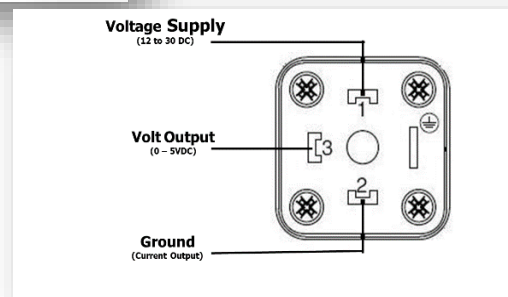 Voltage Supply
(12 to 30 DC)
1
Volt Output
(0 – 5VDC)
3
2
Ground
(Current Output)